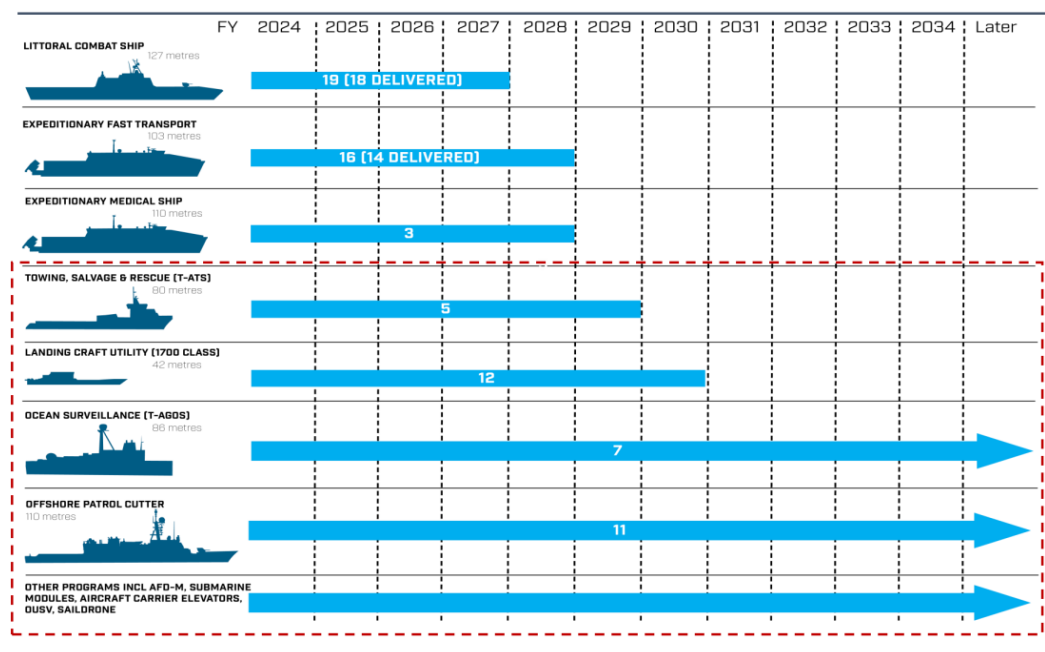 FY 2024 2025 2026 2027 2028 2029 2030 2031 2032 2033 2034 Later
LITTORAL COMBAT SHIP
127 metres
19 (18 DELIVERED)
EXPEDITIONARY FAST TRANSPORT
103 metres
16 (14 DELIVERED)
EXPEDITIONARY MEDICAL SHIP
110 metres
3
TOWING, SALVAGE & RESCUE (T-ATS)
80 metres
5
LANDING CRAFT UTILITY (1700 CLASS)
42 metres
12
OCEAN SURVEILLANCE (T-AGOS)
86 metres
7
OFFSHORE PATROL CUTTER
110 metres
11
OTHER PROGRAMS INCL AFD-M, SUBMARINE
MODULES, AIRCRAFT CARRIER ELEVATORS,
OUSV, SAILDRONE